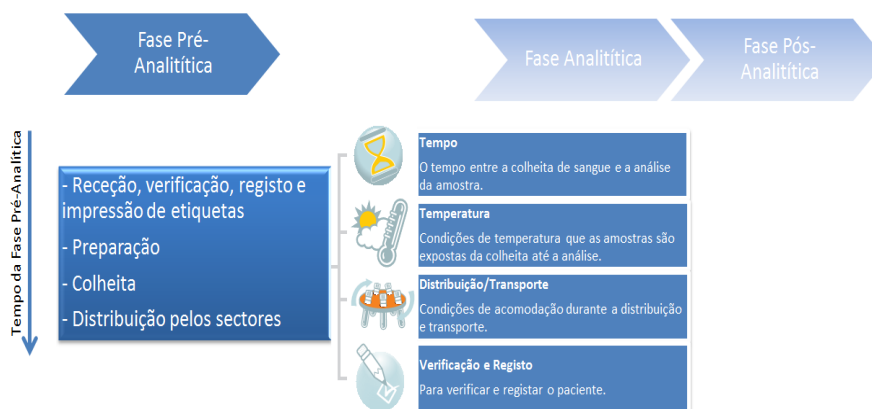 Fase Pré-
Analitítica
Fase Analitítica
Fase Pós-
Analitítica
Tempo da Fase Pré-Analítica
- Receção, verificação, registo e
impressão de etiquetas
- Preparação
- Colheita
- Distribuição pelos sectores
Tempo
O tempo entre a colheita de sangue e a análise
da amostra.
Temperatura
Condições de temperatura que as amostras são
expostas da colheita até a análise.
Distribuição/Transporte
Condições de acomodação durante a distribuição
e transporte.
Verificação e Registo
Para verificar e registar o paciente.